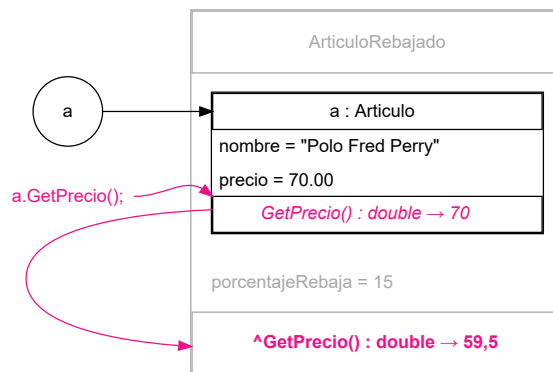 ArticuloRebajado
a
a : Articulo
nombre = "Polo Fred Perry"
precio = 70.00
a.GetPrecio();
GetPrecio() : double → 70
porcentajeRebaja = 15
^GetPrecio() : double → 59,5